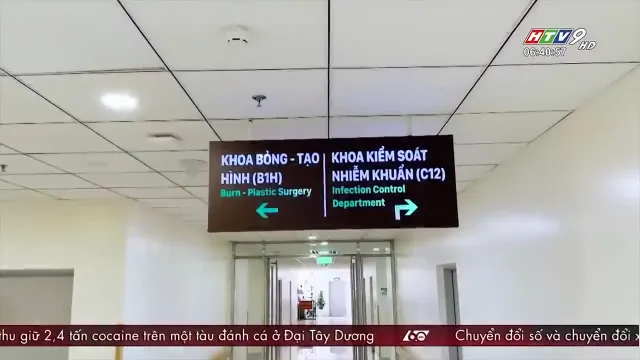 HTV9 HD
06:40:57
KHOA BỎNG - TẠO
HÌNH (B1H)
Burn - Plastic Surgery
KHOA KIỂM SOÁT
NHIỄM KHUẨN (C12)
Infection Control
Department
thu giữ 2,4 tấn cocaine trên một tàu đánh cá ở Đại Tây Dương
60
Chuyển đổi số và chuyển đổi x